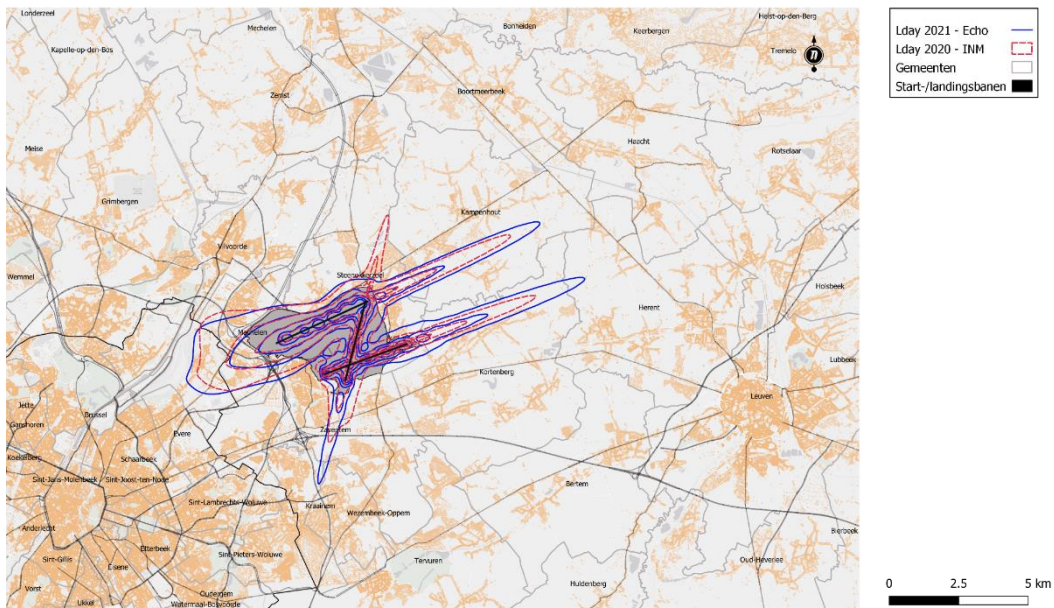 Londerzeel
Mechelen
Bonheiden
Heist-op-den-Berg
Keerbergen
Kapelle-op-den-Bos
Tremelo
n
Zemst
Boortmeerbeek
Meise
Haacht
Rotselaar
Grimbergen
Kampenhout
Vilvoorde
Wemmel
Steenokkerzeel
Holsbeek
Herent
Machelen
Lubbeek
Kortenberg
Jette
Leuven
Ganshoren
Brussel
Zaventem
Evere
Koekelberg
Schaarbeek
Sint-Jans-Molenbeek
Sint-Joost-ten-Node
Bertem
Sint-Lambrechts-Woluwe
Kraainem
Wezembeek-Oppem
Anderlecht
Bierbeek
Etterbeek
Sint-Gillis
Sint-Pieters-Woluwe
Oud-Heverlee
Elsene
Tervuren
Huldenberg
Vorst
Oudergem
Ukkel
Watermaal-Bosvoorde
Lday 2021 - Echo
Lday 2020 - INM
Gemeenten
Start-/landingsbanen
0 2.5 5 km